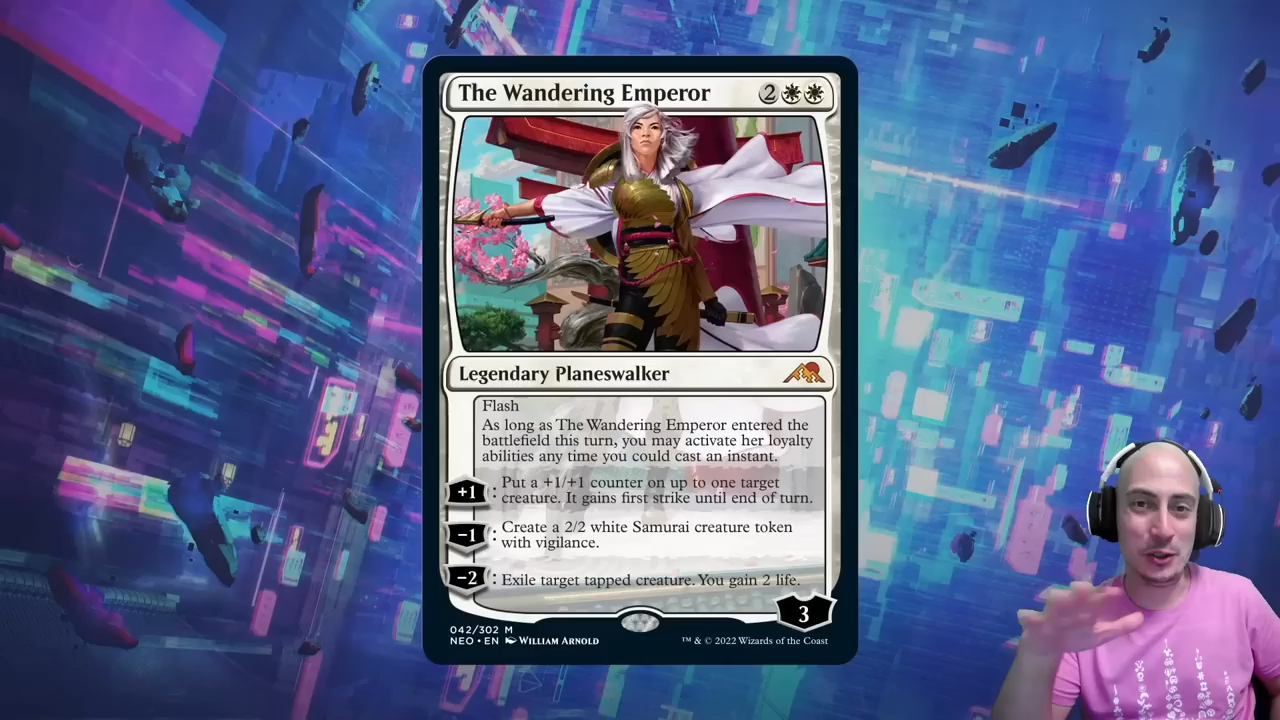 The Wandering Emperor 2
Legendary Planeswalker
Flash
As long as The Wandering Emperor entered the
battlefield this turn, you may activate her loyalty
abilities any time you could cast an instant.
+1 : Put a +1/+1 counter on up to one target
creature. It gains first strike until end of turn.
−1 : Create a 2/2 white Samurai creature token
with vigilance.
−2 : Exile target tapped creature. You gain 2 life.
3
042/302 M
NEO • EN WILLIAM ARNOLD ™ & © 2022 Wizards of the Coast